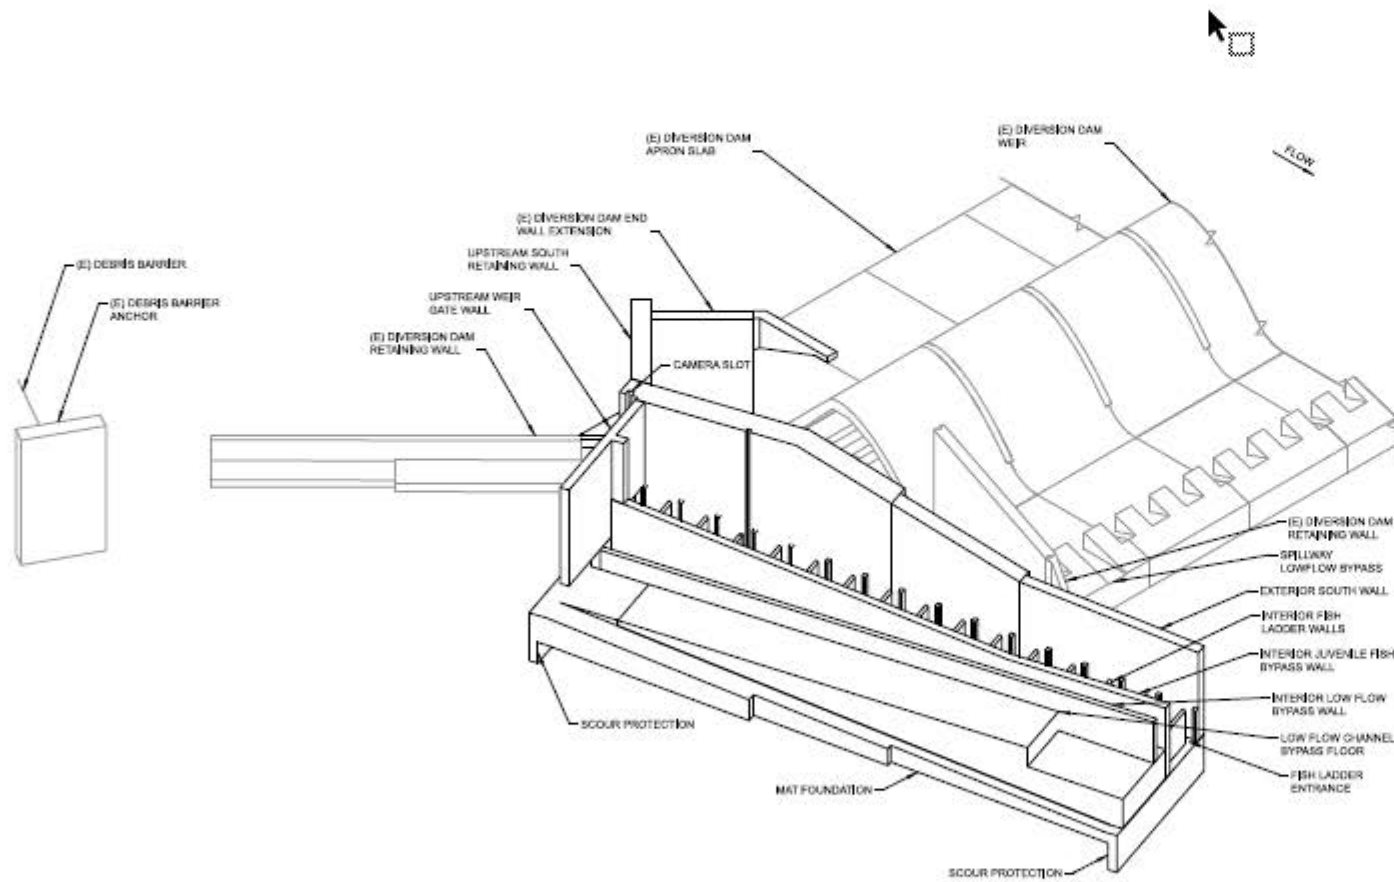 (E) DIVERSION DAM
WEIR
(E) DIVERSION DAM
APRON SLAB
FLOW
(E) DIVERSION DAM END
WALL EXTENSION
UPSTREAM SOUTH
RETAINING WALL
(E) DEBRIS BARRIER
UPSTREAM WEIR
GATE WALL
(E) DEBRIS BARRIER
ANCHOR
(E) DIVERSION DAM
RETAINING WALL
CAMERA SLOT
(E) DIVERSION DAM
RETAINING WALL
SPILLWAY
LOWFLOW BYPASS
EXTERIOR SOUTH WALL
INTERIOR FISH
LADDER WALLS
INTERIOR JUVENILE FISH
BYPASS WALL
INTERIOR LOW FLOW
BYPASS WALL
SCOUR PROTECTION
LOW FLOW CHANNEL
BYPASS FLOOR
FISH LADDER
ENTRANCE
MAT FOUNDATION
SCOUR PROTECTION